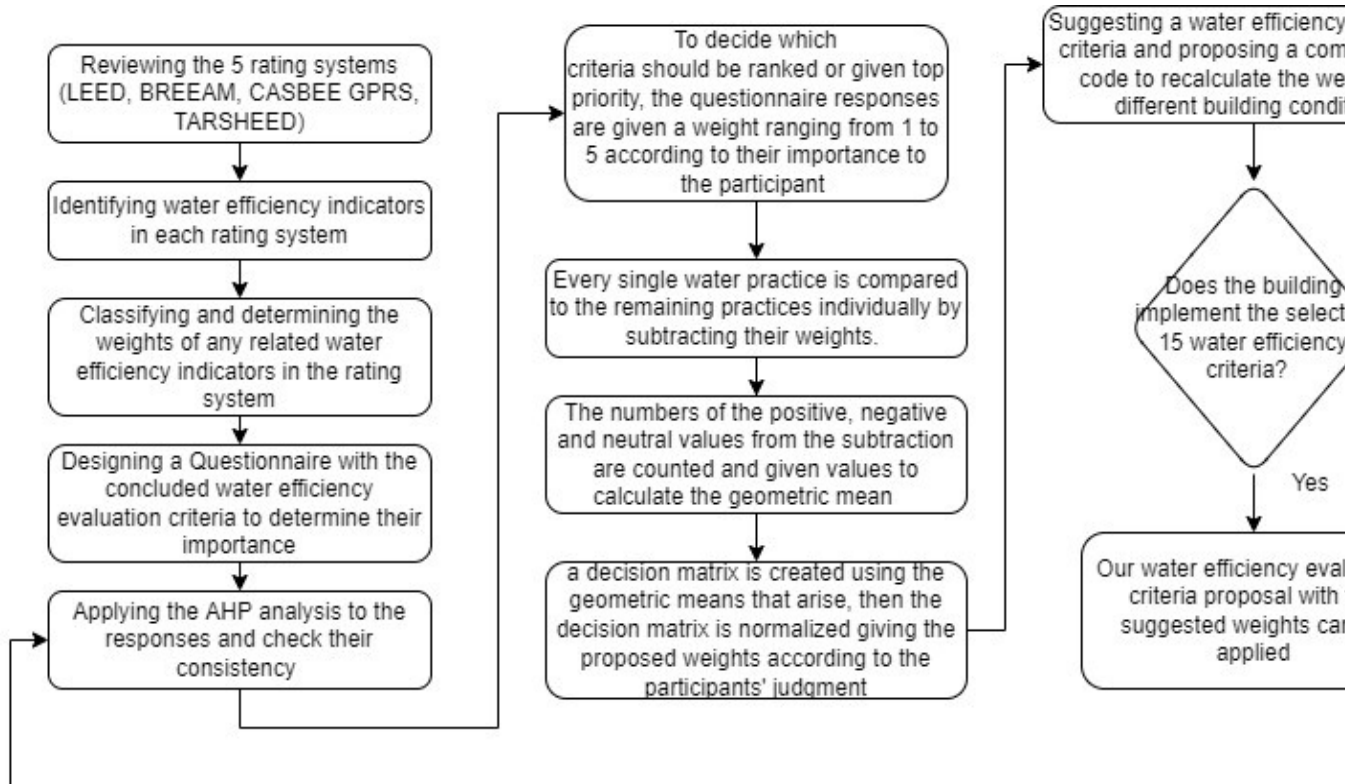 Reviewing the 5 rating systems
(LEED, BREEAM, CASBEE GPRS,
TARSHEED)
Identifying water efficiency indicators
in each rating system
Classifying and determining the
weights of any related water
efficiency indicators in the rating
system
Designing a Questionnaire with the
concluded water efficiency
evaluation criteria to determine their
importance
Applying the AHP analysis to the
responses and check their
consistency
To decide which
criteria should be ranked or given top
priority, the questionnaire responses
are given a weight ranging from 1 to
5 according to their importance to
the participant
Every single water practice is compared
to the remaining practices individually by
subtracting their weights.
The numbers of the positive, negative
and neutral values from the subtraction
are counted and given values to
calculate the geometric mean
a decision matrix is created using the
geometric means that arise, then the
decision matrix is normalized giving the
proposed weights according to the
participants' judgment
Suggesting a water efficiency
criteria and proposing a
code to recalculate the
different building
Does the building
implement the
15 water efficiency
criteria?
Yes
Our water efficiency
criteria proposal with
suggested weights
applied